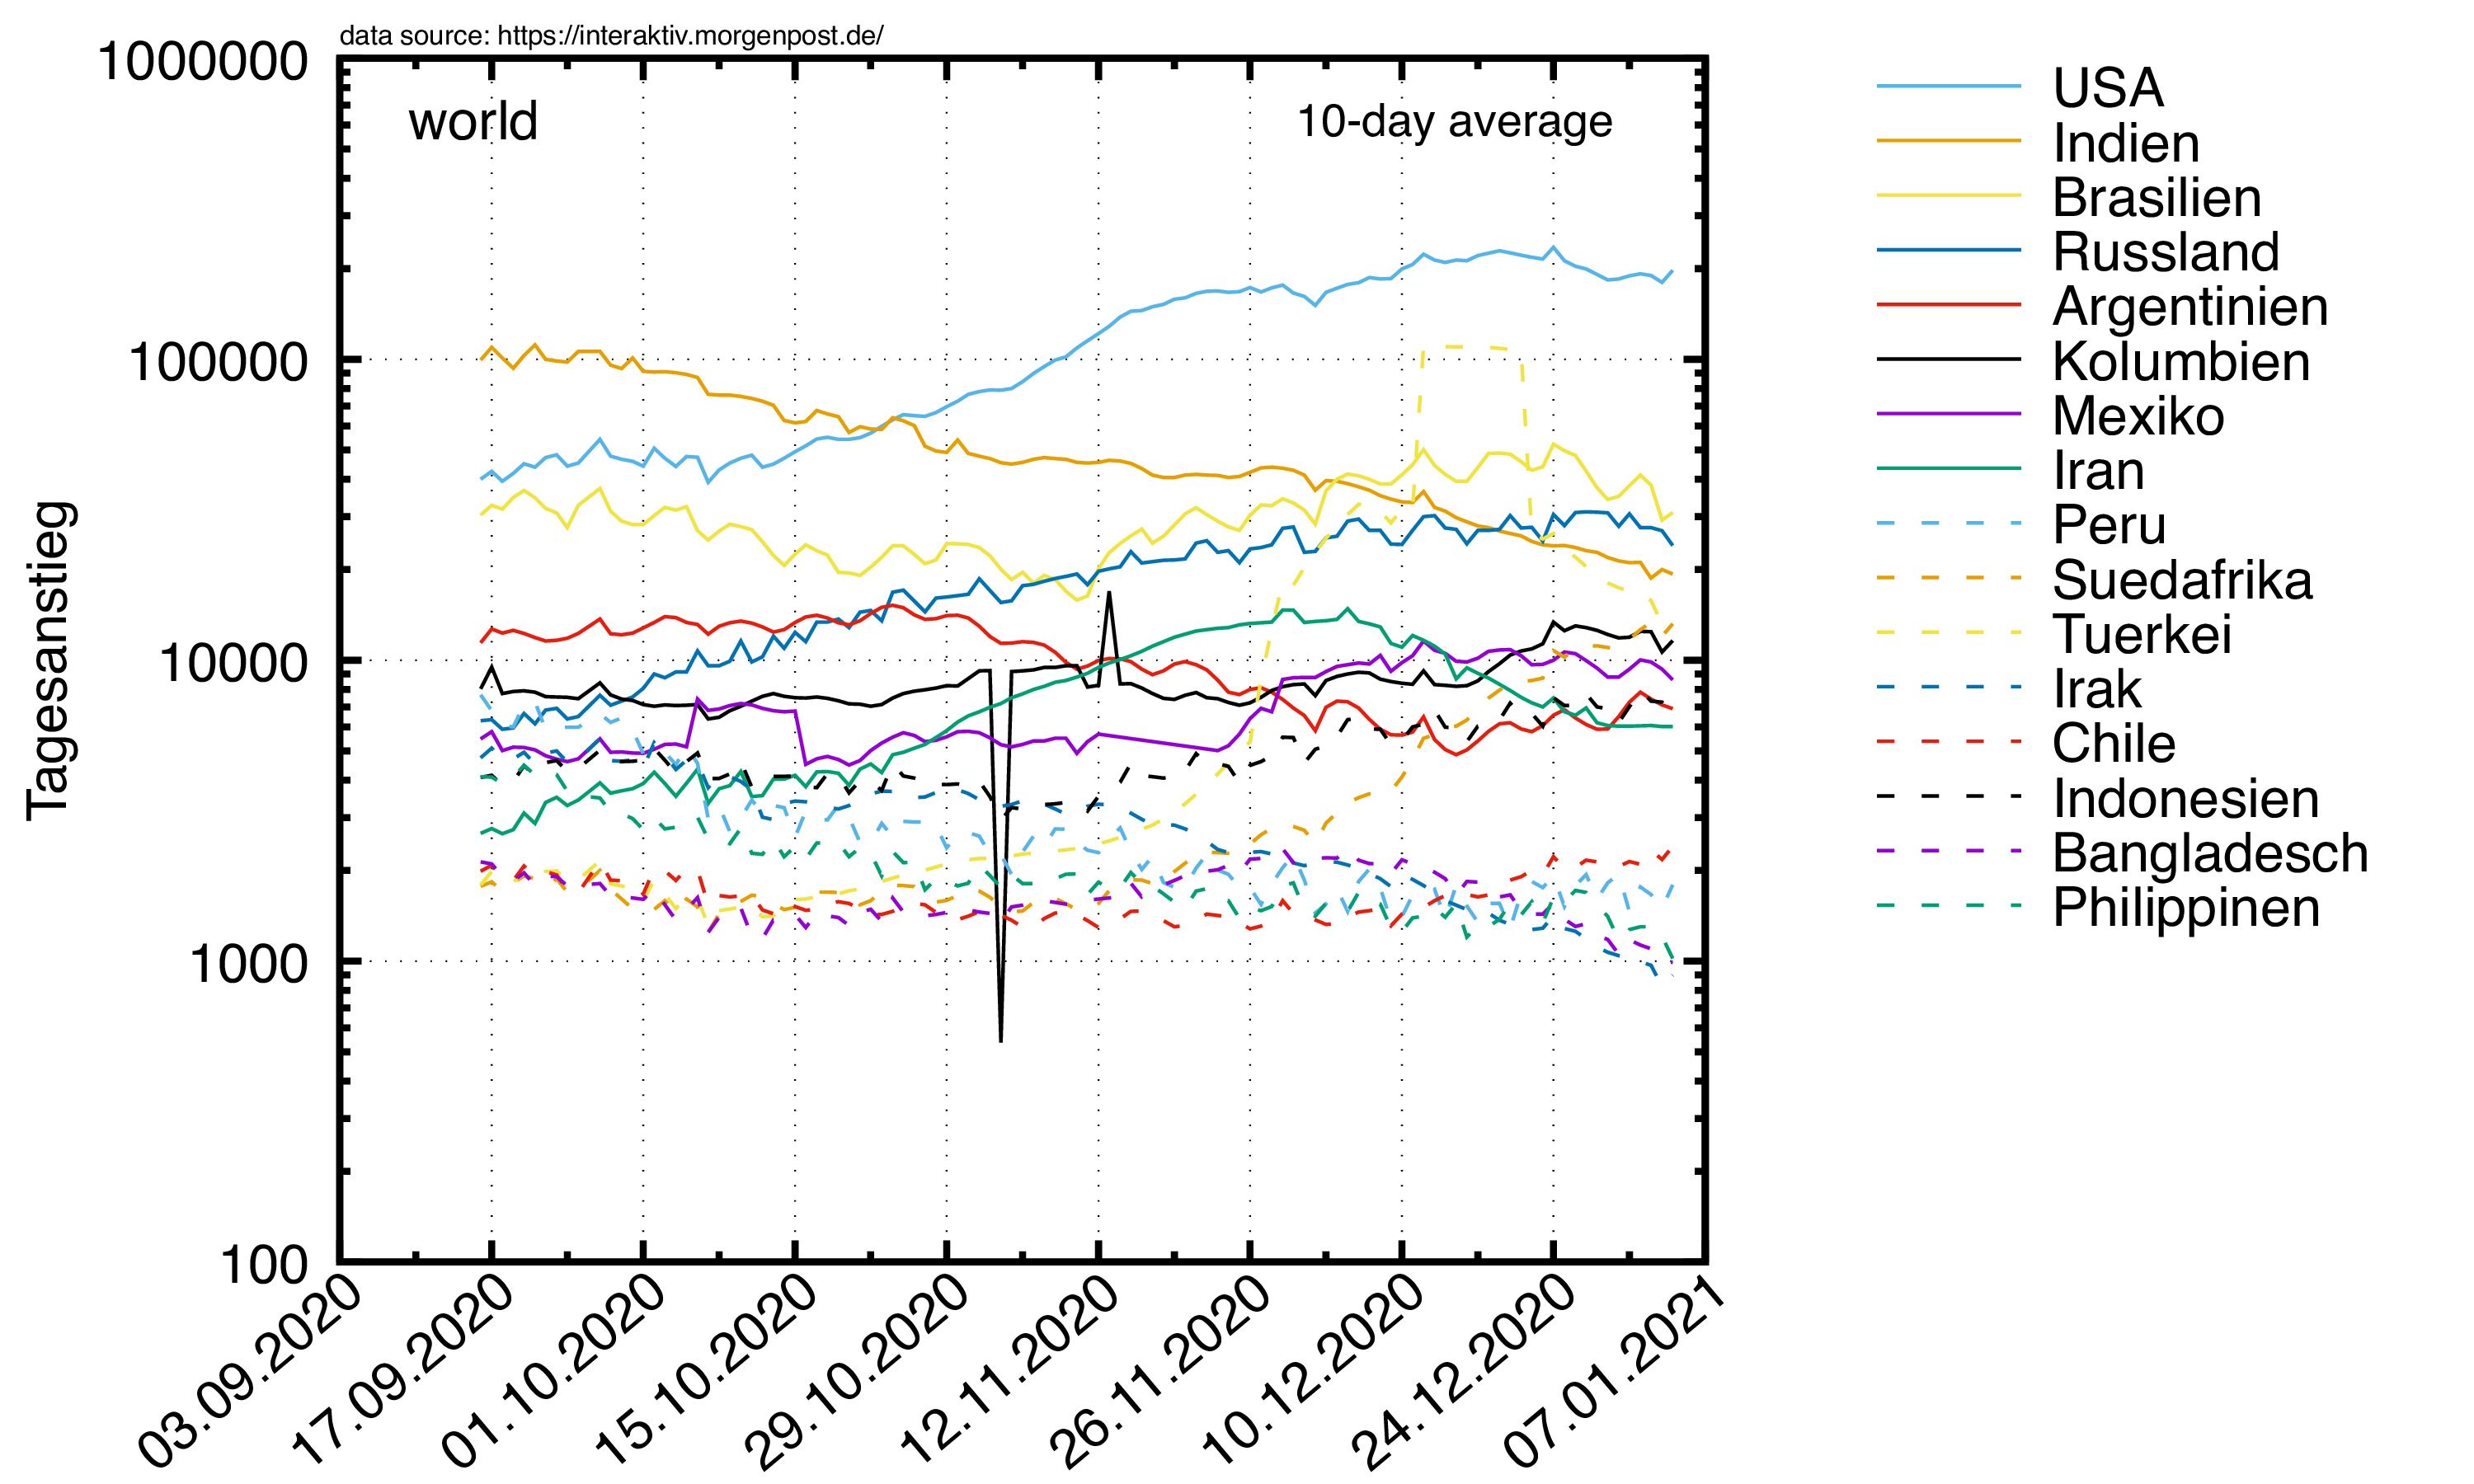 data source: https://interaktiv.morgenpost.de/
world
10-day average
Tagesanstieg
1000000
100000
10000
1000
100
03.09.2020
17.09.2020
01.10.2020
15.10.2020
29.10.2020
12.11.2020
26.11.2020
10.12.2020
24.12.2020
07.01.2021
USA
Indien
Brasilien
Russland
Argentinien
Kolumbien
Mexiko
Iran
Peru
Suedafrika
Tuerkei
Irak
Chile
Indonesien
Bangladesch
Philippinen